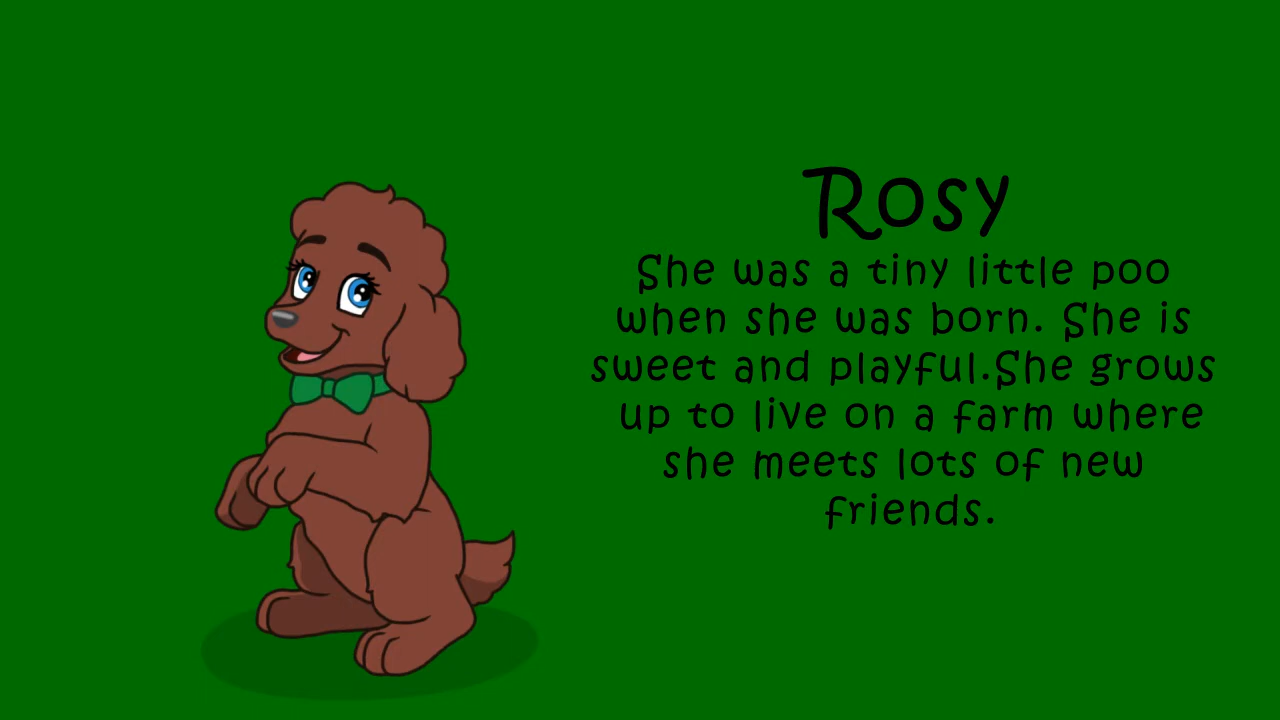 Rosy
She was a tiny little poo
when she was born. She is
sweet and playful.She grows
up to live on a farm where
she meets lots of new
friends.